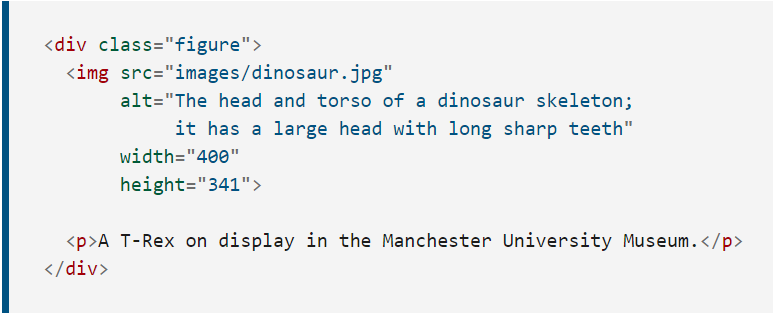 <div class="figure">
  <img src="images/dinosaur.jpg"
       alt="The head and torso of a dinosaur skeleton;
            it has a large head with long sharp teeth"
       width="400"
       height="341">

  <p>A T-Rex on display in the Manchester University Museum.</p>
</div>